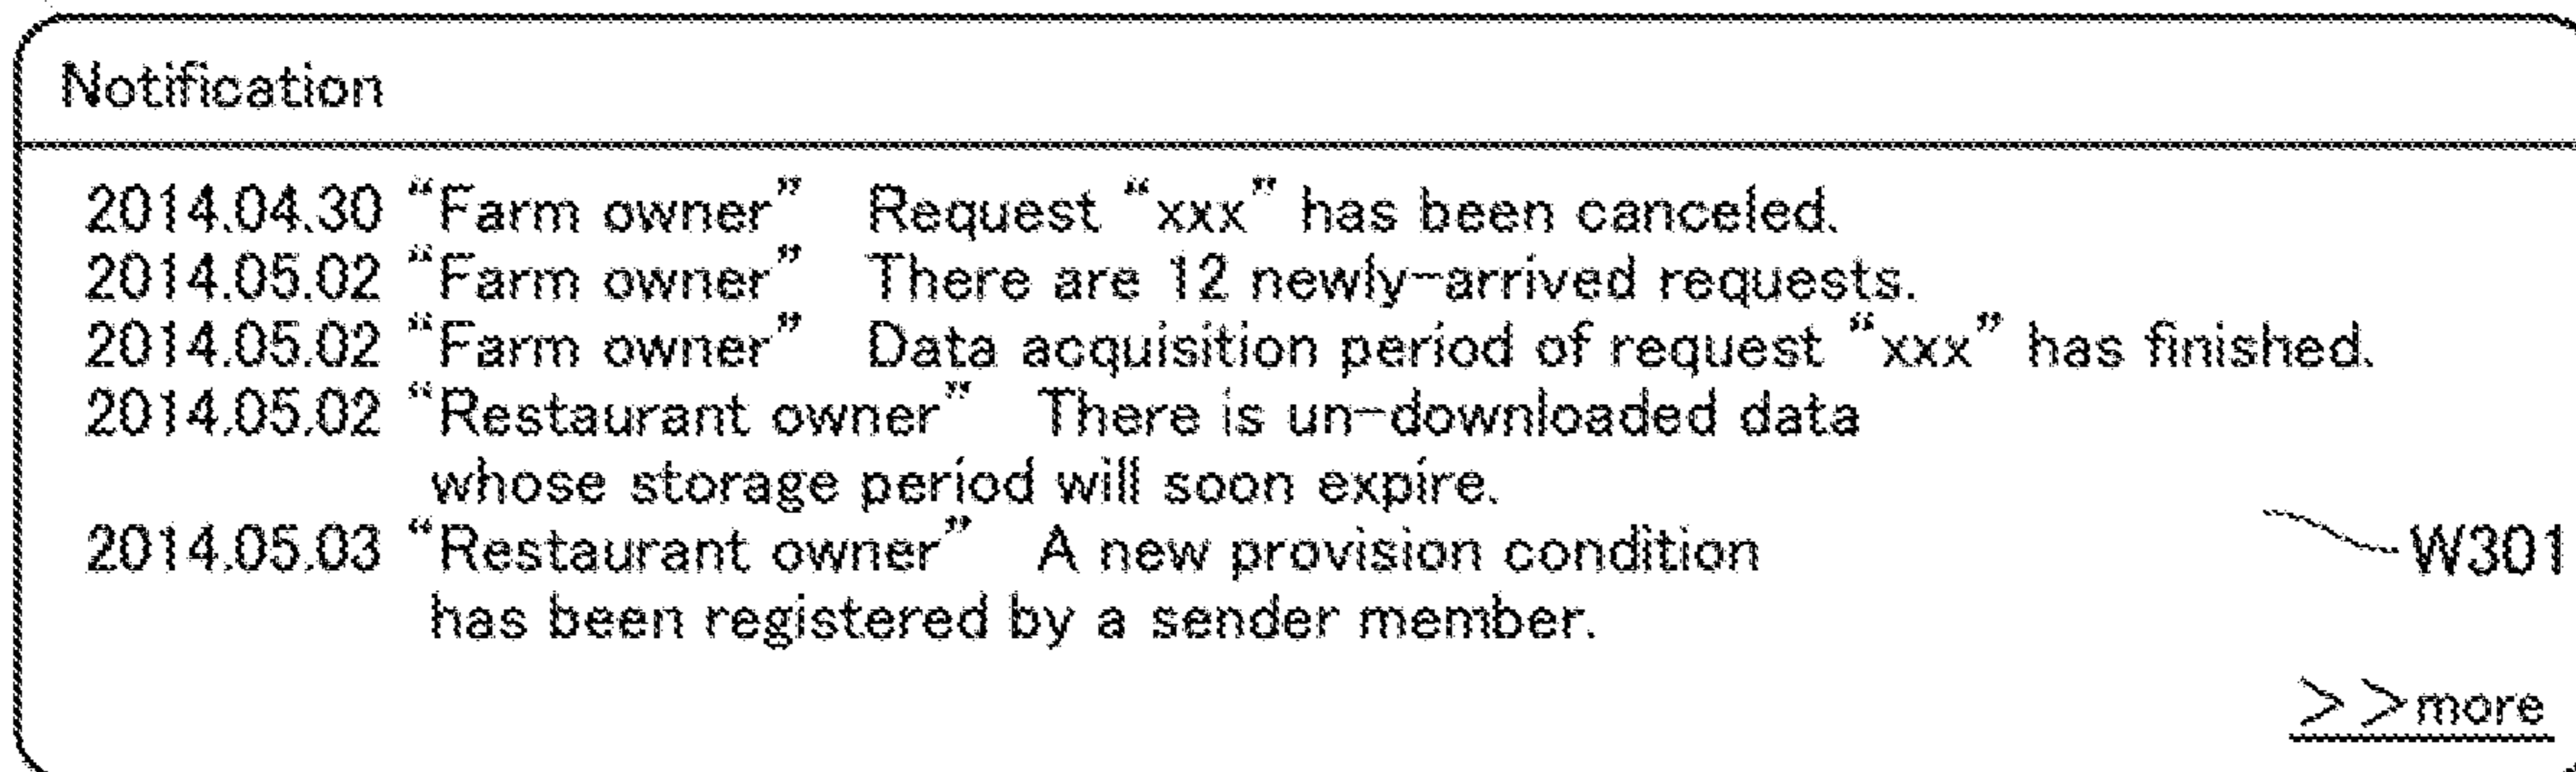 Notification
2014.04.30 “Farm owner” Request “xxx” has been canceled.
2014.05.02 “Farm owner” There are 12 newly-arrived requests.
2014.05.02 “Farm owner” Data acquisition period of request “xxx” has finished.
2014.05.02 “Restaurant owner” There is un-downloaded data
whose storage period will soon expire.
2014.05.03 “Restaurant owner” A new provision condition
W301
has been registered by a sender member.
>>more